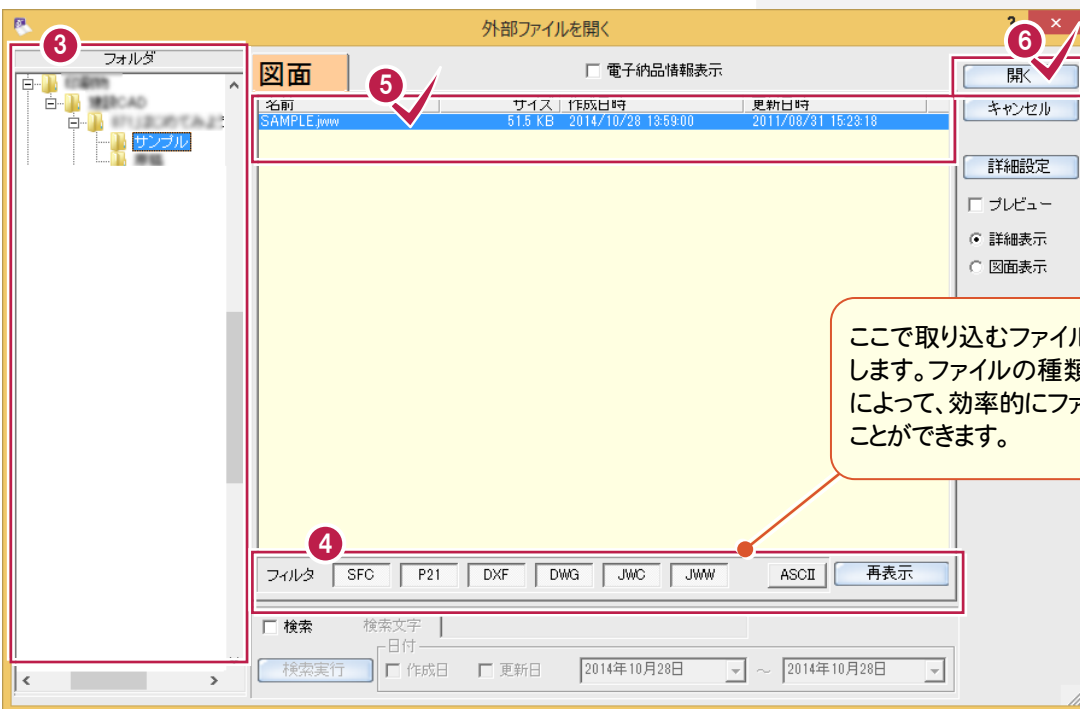 外部ファイルを開く
?
×
3
フォルダ
サンプル
図面
□ 電子納品情報表示
5
6
開く
キャンセル
名前 サイズ 作成日時 更新日時
SAMPLE.jww 51.5 KB 2014/10/28 13:59:00 2011/08/31 15:23:18
詳細設定
プレビュー
詳細表示
図面表示
ここで取り込むファイル
します。ファイルの種類
によって、効率的にファ
ことができます。
4
フィルタ SFC P21 DXF DWG JWC JWW ASCII 再表示
検索 検索文字
日付
検索実行 作成日 更新日 2014年10月28日 ～ 2014年10月28日